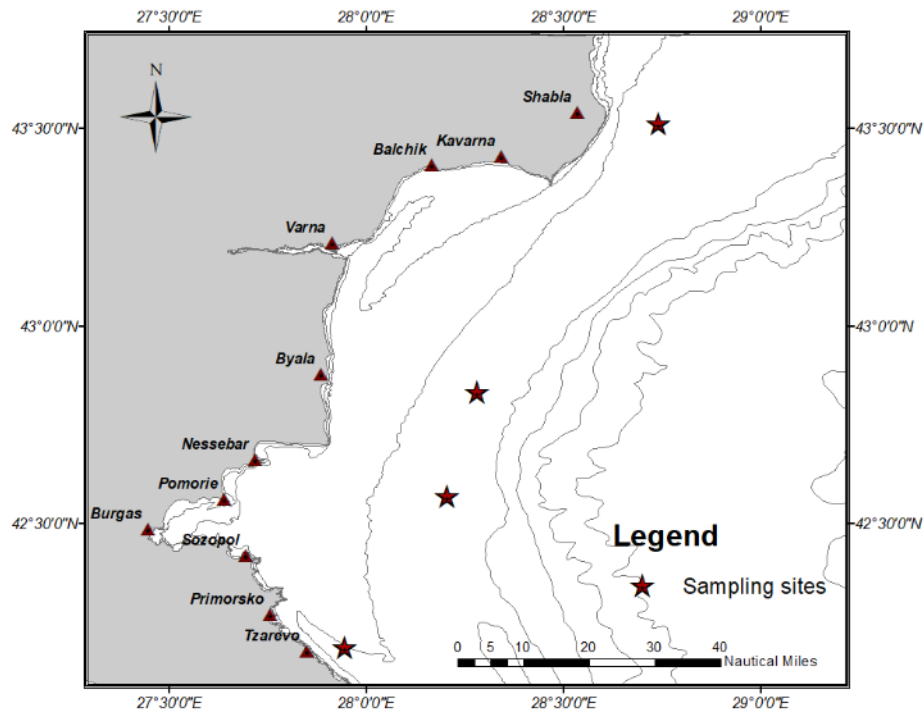 27°30'0"E 28°0'0"E 28°30'0"E 29°0'0"E
N
Shabla
43°30'0"N 43°30'0"N
Kavarna
Balchik
Varna
43°0'0"N 43°0'0"N
Byala
Nessebar
Pomorie
Burgas
42°30'0"N 42°30'0"N
Sozopol
Legend
Sampling sites
Primorsko
Tzarevo
0 5 10 20 30 40
Nautical Miles
27°30'0"E 28°0'0"E 28°30'0"E 29°0'0"E